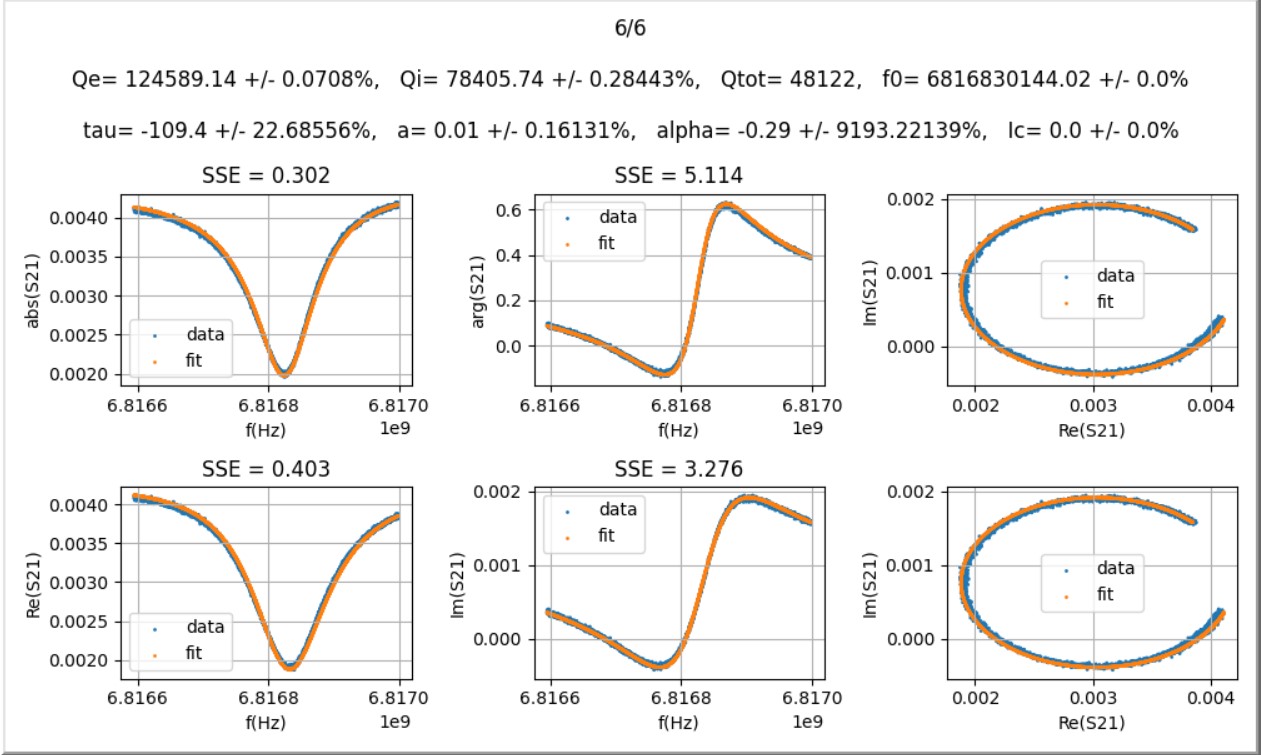 6/6
Qe= 124589.14 +/- 0.0708%, Qi= 78405.74 +/- 0.28443%, Qtot= 48122, f0= 6816830144.02 +/- 0.0%
tau= -109.4 +/- 22.68556%, a= 0.01 +/- 0.16131%, alpha= -0.29 +/- 9193.22139%, Ic= 0.0 +/- 0.0%
SSE = 0.302
abs(S21)
0.0040
0.0035
0.0030
0.0025
0.0020
data
fit
6.8166 6.8168 6.8170
f(Hz)
1e9
SSE = 5.114
arg(S21)
0.6
0.4
0.2
0.0
data
fit
6.8166 6.8168 6.8170
f(Hz)
1e9
Im(S21)
0.002
0.001
0.000
data
fit
0.002 0.003 0.004
Re(S21)
SSE = 0.403
Re(S21)
0.0040
0.0035
0.0030
0.0025
0.0020
data
fit
6.8166 6.8168 6.8170
f(Hz)
1e9
SSE = 3.276
Im(S21)
0.002
0.001
0.000
data
fit
6.8166 6.8168 6.8170
f(Hz)
1e9
Im(S21)
0.002
0.001
0.000
data
fit
0.002 0.003 0.004
Re(S21)